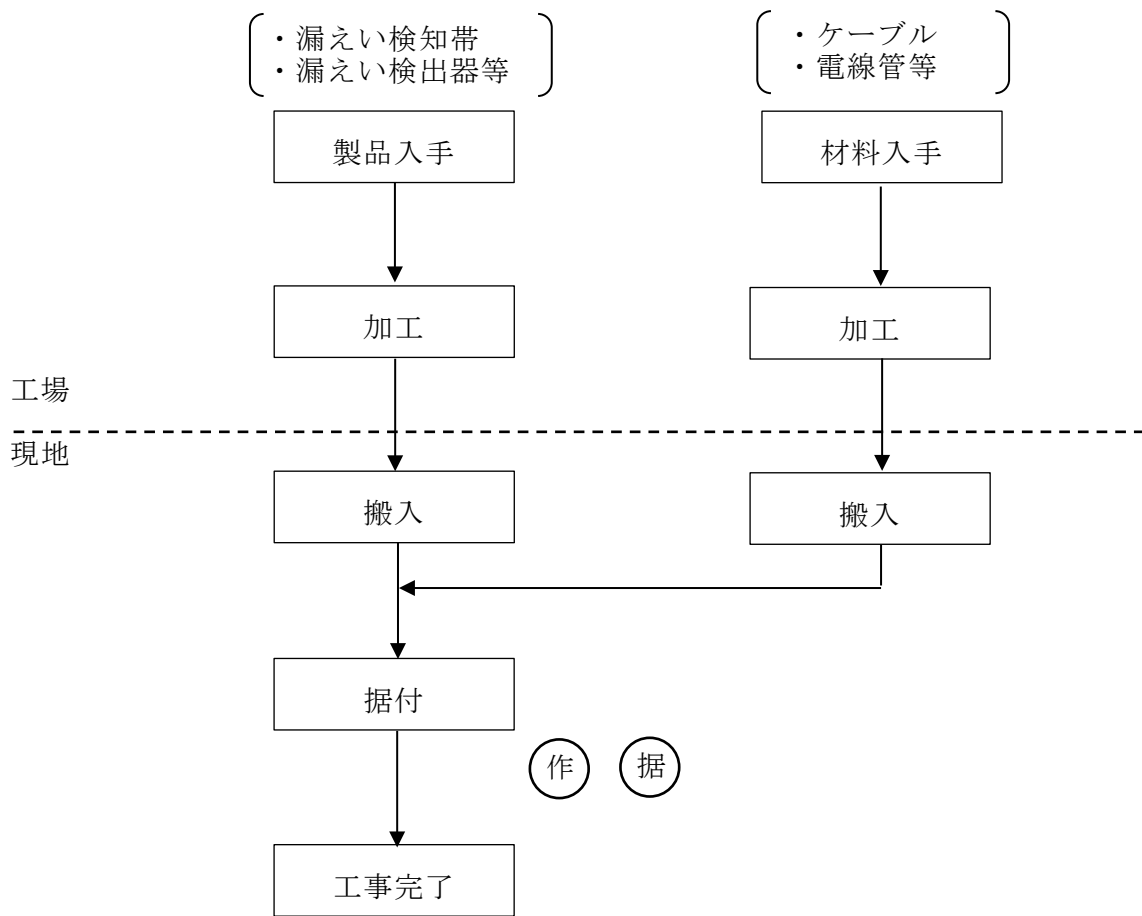 ・漏えい検知帯
・漏えい検出器等
・ケーブル
・電線管等
製品入手
材料入手
加工
加工
工場
現地
搬入
搬入
据付
作
据
工事完了